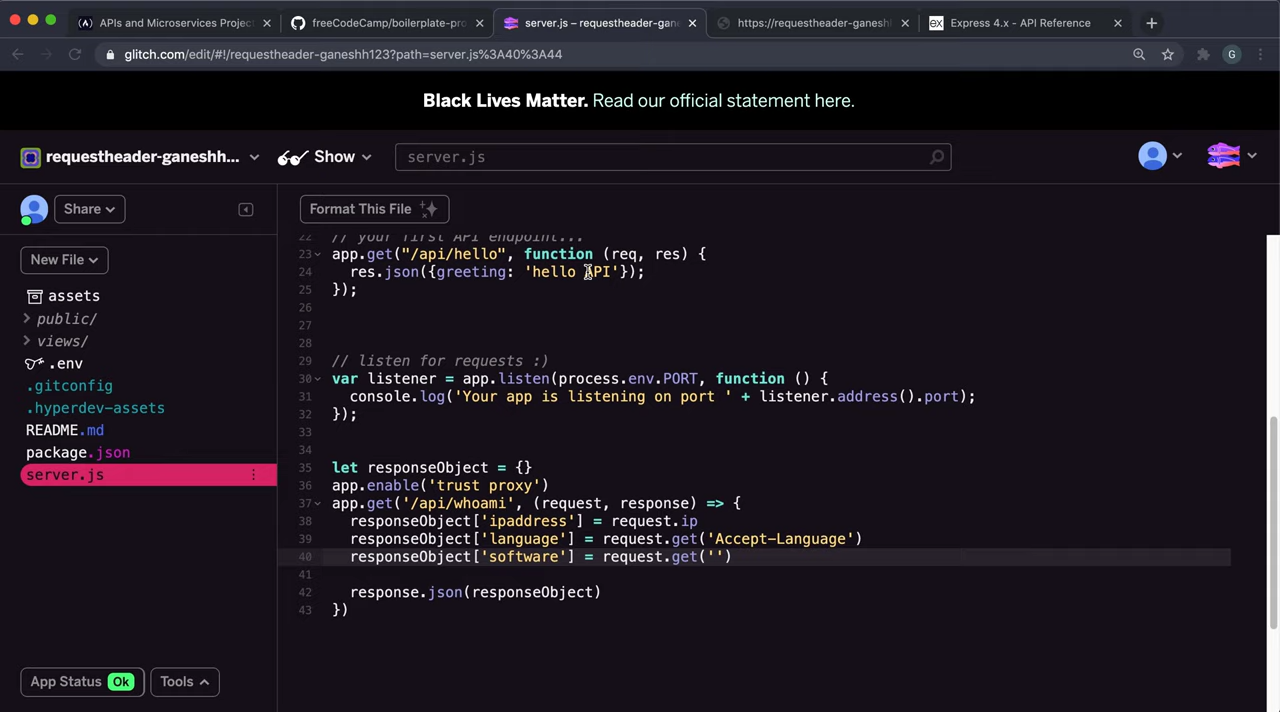 APIs and Microservices Project
freeCodeCamp/boilerplate-pro
server.js – requestheader-gane
https://requestheader-ganeshh
Express 4.x - API Reference
glitch.com/edit/#!/requestheader-ganeshh123?path=server.js%3A40%3A44
G
Black Lives Matter. Read our official statement here.
requestheader-ganeshh...
Show
server.js
Share
Format This File
New File
assets
public/
views/
.env
.gitconfig
.hyperdev-assets
README.md
package.json
server.js
22 // your first API endpoint...
23 app.get("/api/hello", function (req, res) {
24 res.json({greeting: 'hello API'});
25 });
26
27
28
29 // listen for requests :)
30 var listener = app.listen(process.env.PORT, function () {
31 console.log('Your app is listening on port ' + listener.address().port);
32 });
33
34
35 let responseObject = {}
36 app.enable('trust proxy')
37 app.get('/api/whoami', (request, response) => {
38 responseObject['ipaddress'] = request.ip
39 responseObject['language'] = request.get('Accept-Language')
40 responseObject['software'] = request.get('')
41
42 response.json(responseObject)
43 })
App Status Ok
Tools